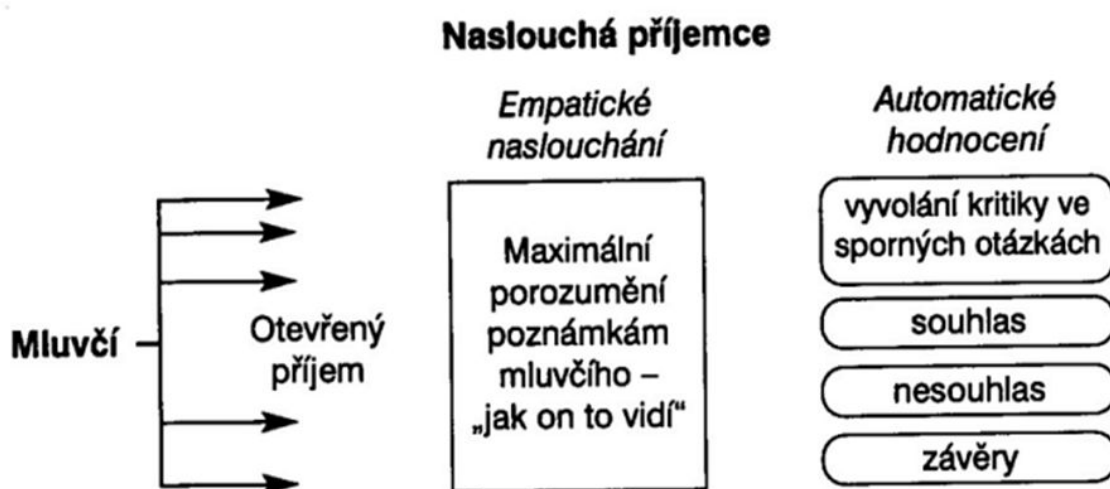 Naslouchá příjemce
Empatické
naslouchání
Automatické
hodnocení
Mluvčí
Otevřený
příjem
Maximální
porozumění
poznámkám
mluvčího –
„jak on to vidí“
vyvolání kritiky ve
sporných otázkách
souhlas
nesouhlas
závěry